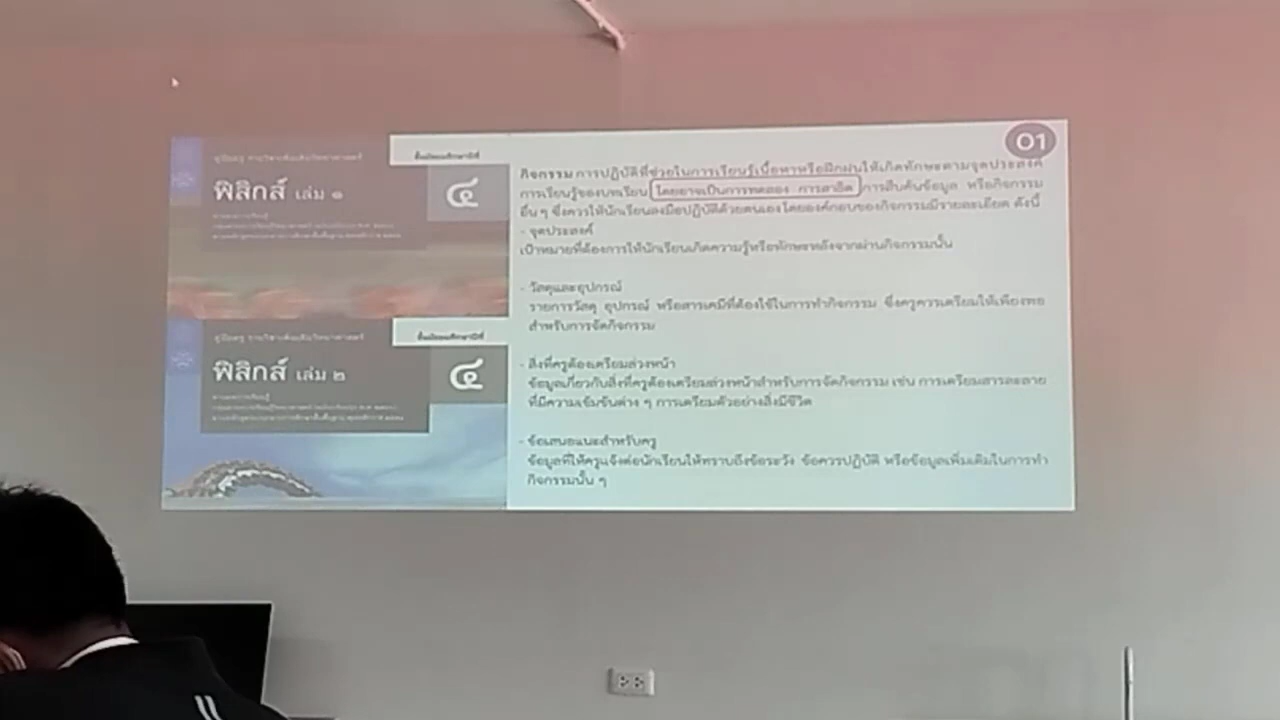 คู่มือครู รายวิชาเพิ่มเติมวิทยาศาสตร์
ชั้นมัธยมศึกษาปีที่
ฟิสิกส์ เล่ม ๑
๔
คู่มือครู รายวิชาเพิ่มเติมวิทยาศาสตร์
ชั้นมัธยมศึกษาปีที่
ฟิสิกส์ เล่ม ๒
๔
01
กิจกรรม การปฏิบัติที่ช่วยในการเรียนรู้เนื้อหาหรือฝึกฝนให้เกิดทักษะตามจุดประสงค์
การเรียนรู้ของบทเรียน โดยอาจเป็นการทดลอง การสาธิต การสืบค้นข้อมูล หรือกิจกรรม
อื่น ๆ ซึ่งควรให้นักเรียนลงมือปฏิบัติด้วยตนเอง โดยองค์กอบของกิจกรรมมีรายละเอียด ดังนี้
- จุดประสงค์
เป้าหมายที่ต้องการให้นักเรียนเกิดความรู้หรือทักษะหลังจากผ่านกิจกรรมนั้น
- วัสดุและอุปกรณ์
รายการวัสดุ อุปกรณ์ หรือสารเคมีที่ต้องใช้ในการทำกิจกรรม ซึ่งครูควรเตรียมให้เพียงพอ
สำหรับการจัดกิจกรรม
- สิ่งที่ครูต้องเตรียมล่วงหน้า
ข้อมูลเกี่ยวกับสิ่งที่ครูต้องเตรียมล่วงหน้าสำหรับการจัดกิจกรรม เช่น การเตรียมสารละลาย
ที่มีความเข้มข้นต่าง ๆ การเตรียมตัวอย่างสิ่งมีชีวิต
- ข้อเสนอแนะสำหรับครู
ข้อมูลที่ให้ครูแจ้งต่อนักเรียนให้ทราบถึงข้อระวัง ข้อควรปฏิบัติ หรือข้อมูลเพิ่มเติมในการทำ
กิจกรรมนั้น ๆ